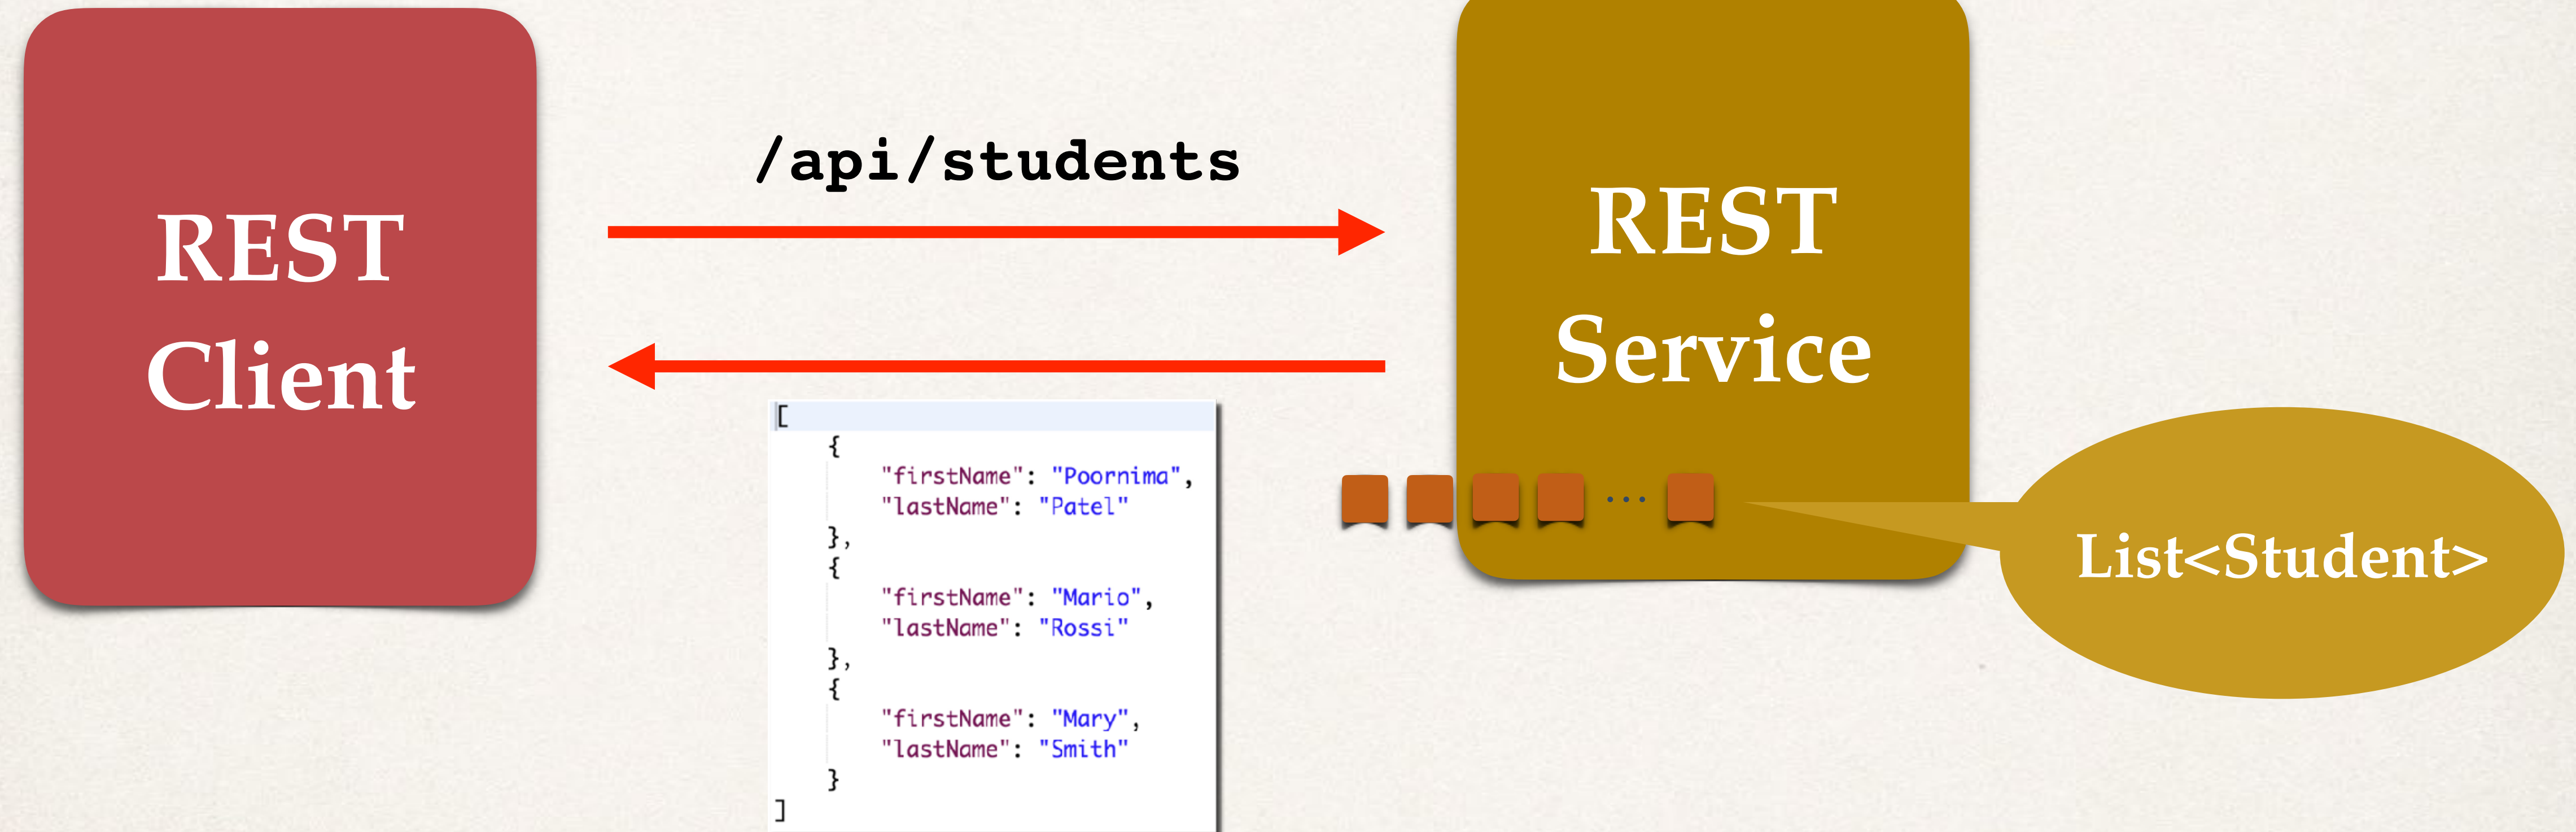 REST
Client
/api/students
[
{
"firstName": "Poornima",
"lastName": "Patel"
},
{
"firstName": "Mario",
"lastName": "Rossi"
},
{
"firstName": "Mary",
"lastName": "Smith"
}
]
REST
Service
...
List<Student>